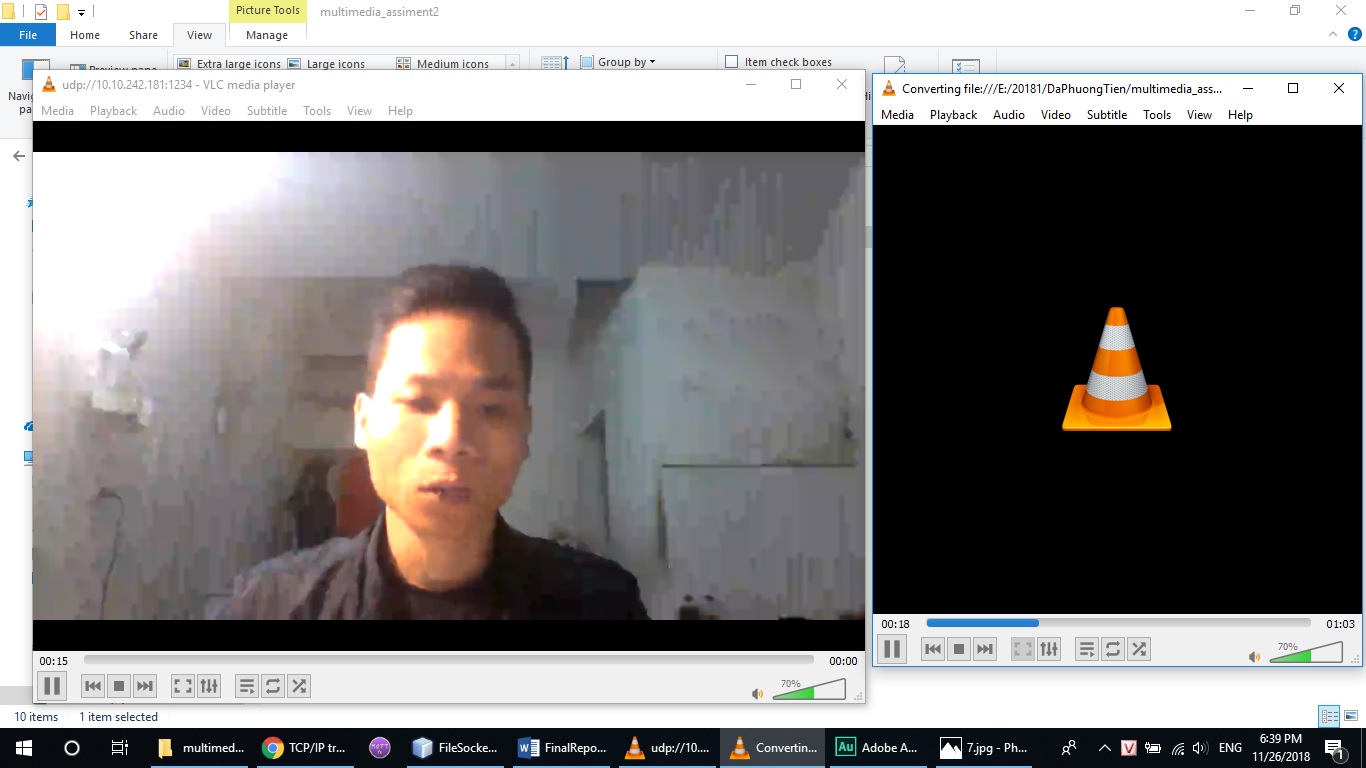 Picture Tools multimedia_assiment2
File Home Share View Manage
Extra large icons Large icons Medium icons Group by Item check boxes
Preview pane
udp://10.10.242.181:1234 - VLC media player
Media Playback Audio Video Subtitle Tools View Help
Converting file:///E:/20181/DaPhuongTien/multimedia_ass...
Media Playback Audio Video Subtitle Tools View Help
00:15 00:00
70%
00:18 01:03
70%
10 items 1 item selected
multimed... TCP/IP tr... FileSocke... FinalRepo... udp://10.... Convertin... Adobe A... 7.jpg - Ph... ENG 6:39 PM
11/26/2018